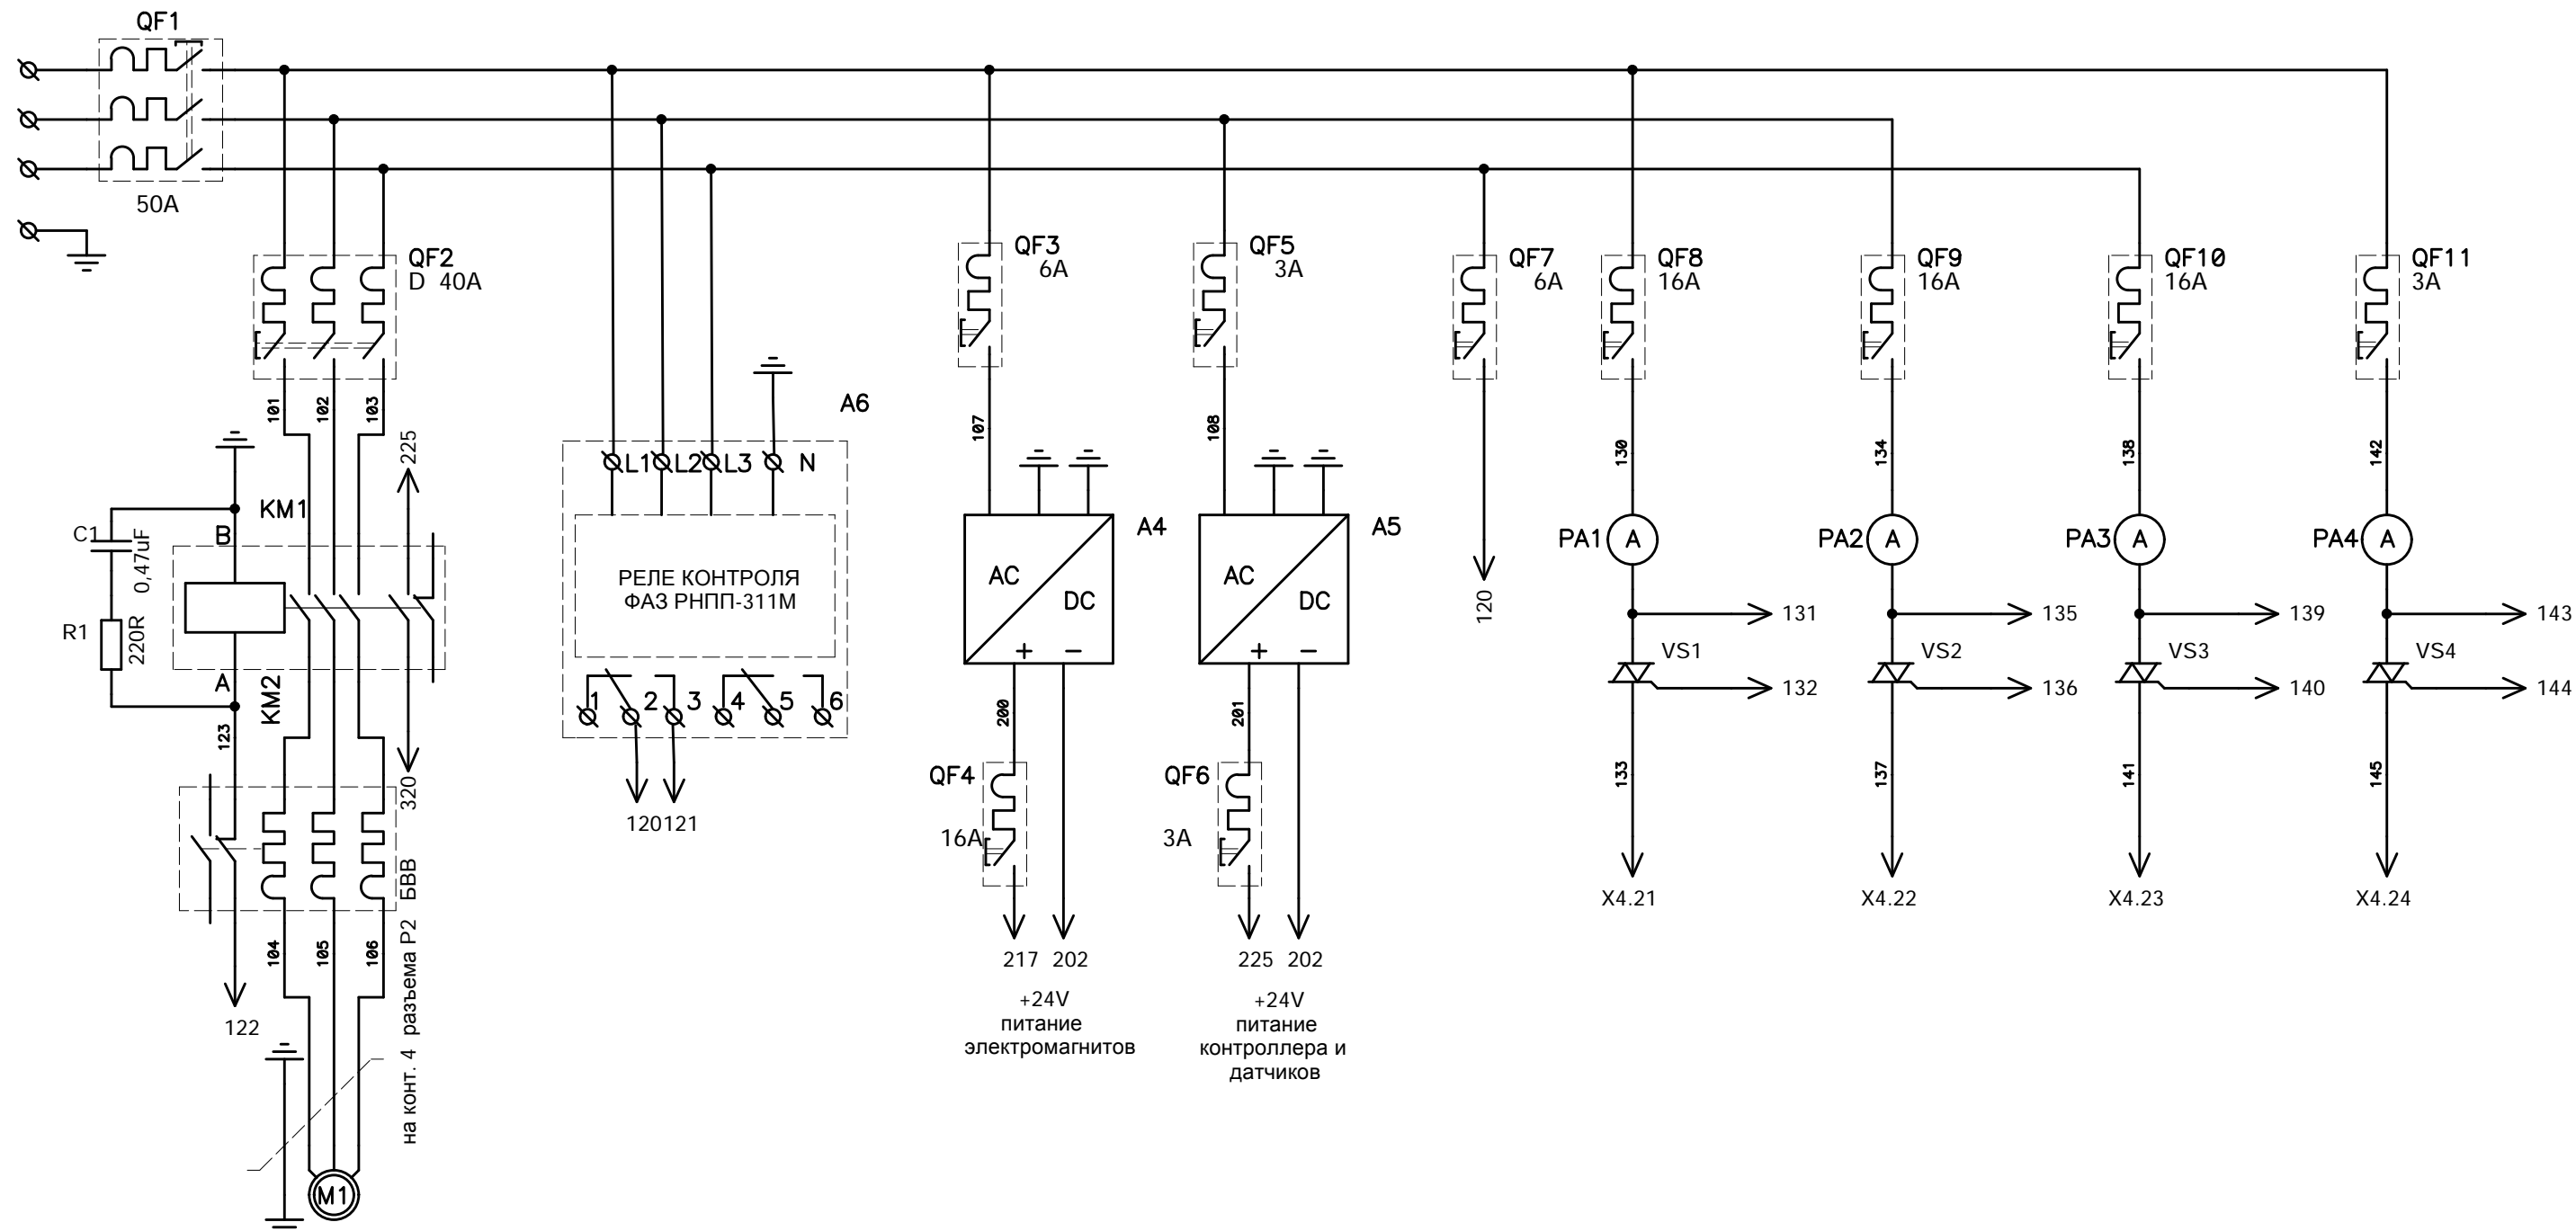 QF1
50A
QF2
D 40A
101
102
103
225
KM1
B
C1
0,47uF
R1
220R
A
KM2
123
320
104
105
106
122
на конт. 4 разъема P2 БВВ
M1
A6
L1
L2
L3
N
РЕЛЕ КОНТРОЛЯ
ФАЗ РНПП-311М
1
2
3
4
5
6
120
121
QF3
6A
107
A4
AC
DC
+
−
200
QF4
16A
217
202
+24V
питание
электромагнитов
QF5
3A
108
A5
AC
DC
+
−
201
QF6
3A
225
202
+24V
питание
контроллера и
датчиков
QF7
6A
120
QF8
16A
130
PA1
A
131
VS1
132
133
X4.21
QF9
16A
134
PA2
A
135
VS2
136
137
X4.22
QF10
16A
138
PA3
A
139
VS3
140
141
X4.23
QF11
3A
142
PA4
A
143
VS4
144
145
X4.24